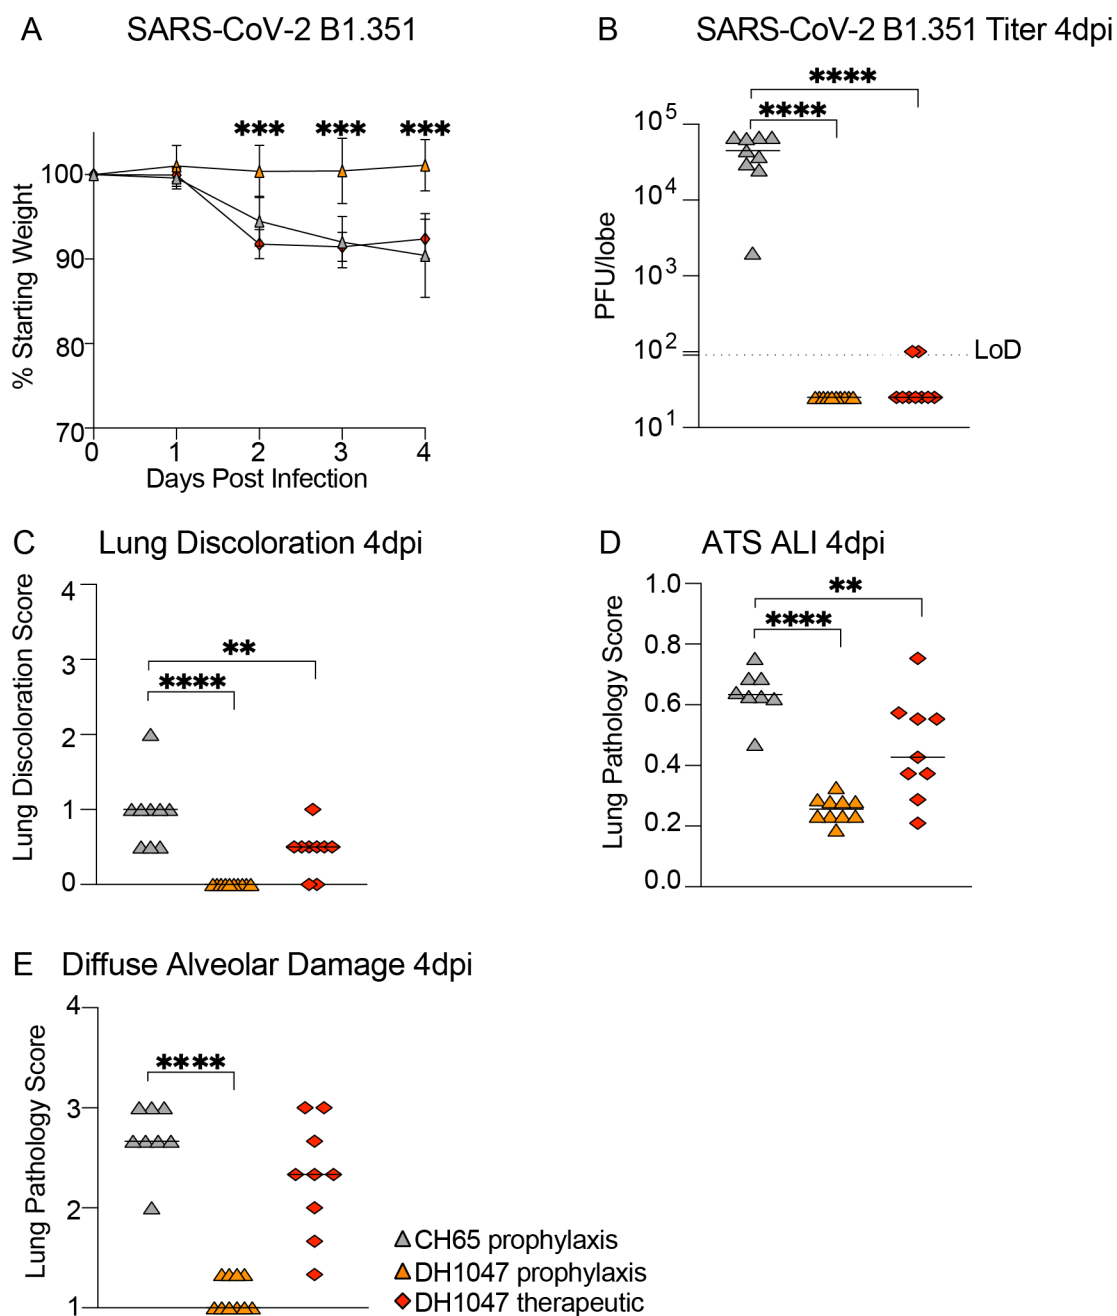 A SARS-CoV-2 B1.351
*** *** ***
100
90
80
70
% Starting Weight
0 1 2 3 4
Days Post Infection
B SARS-CoV-2 B1.351 Titer 4dpi
****
****
10^5
10^4
10^3
10^2
10^1
PFU/lobe
LoD
C Lung Discoloration 4dpi
4
3
2
1
0
Lung Discoloration Score
**
****
D ATS ALI 4dpi
1.0
0.8
0.6
0.4
0.2
0.0
Lung Pathology Score
**
****
E Diffuse Alveolar Damage 4dpi
4
3
2
1
Lung Pathology Score
****
CH65 prophylaxis
DH1047 prophylaxis
DH1047 therapeutic